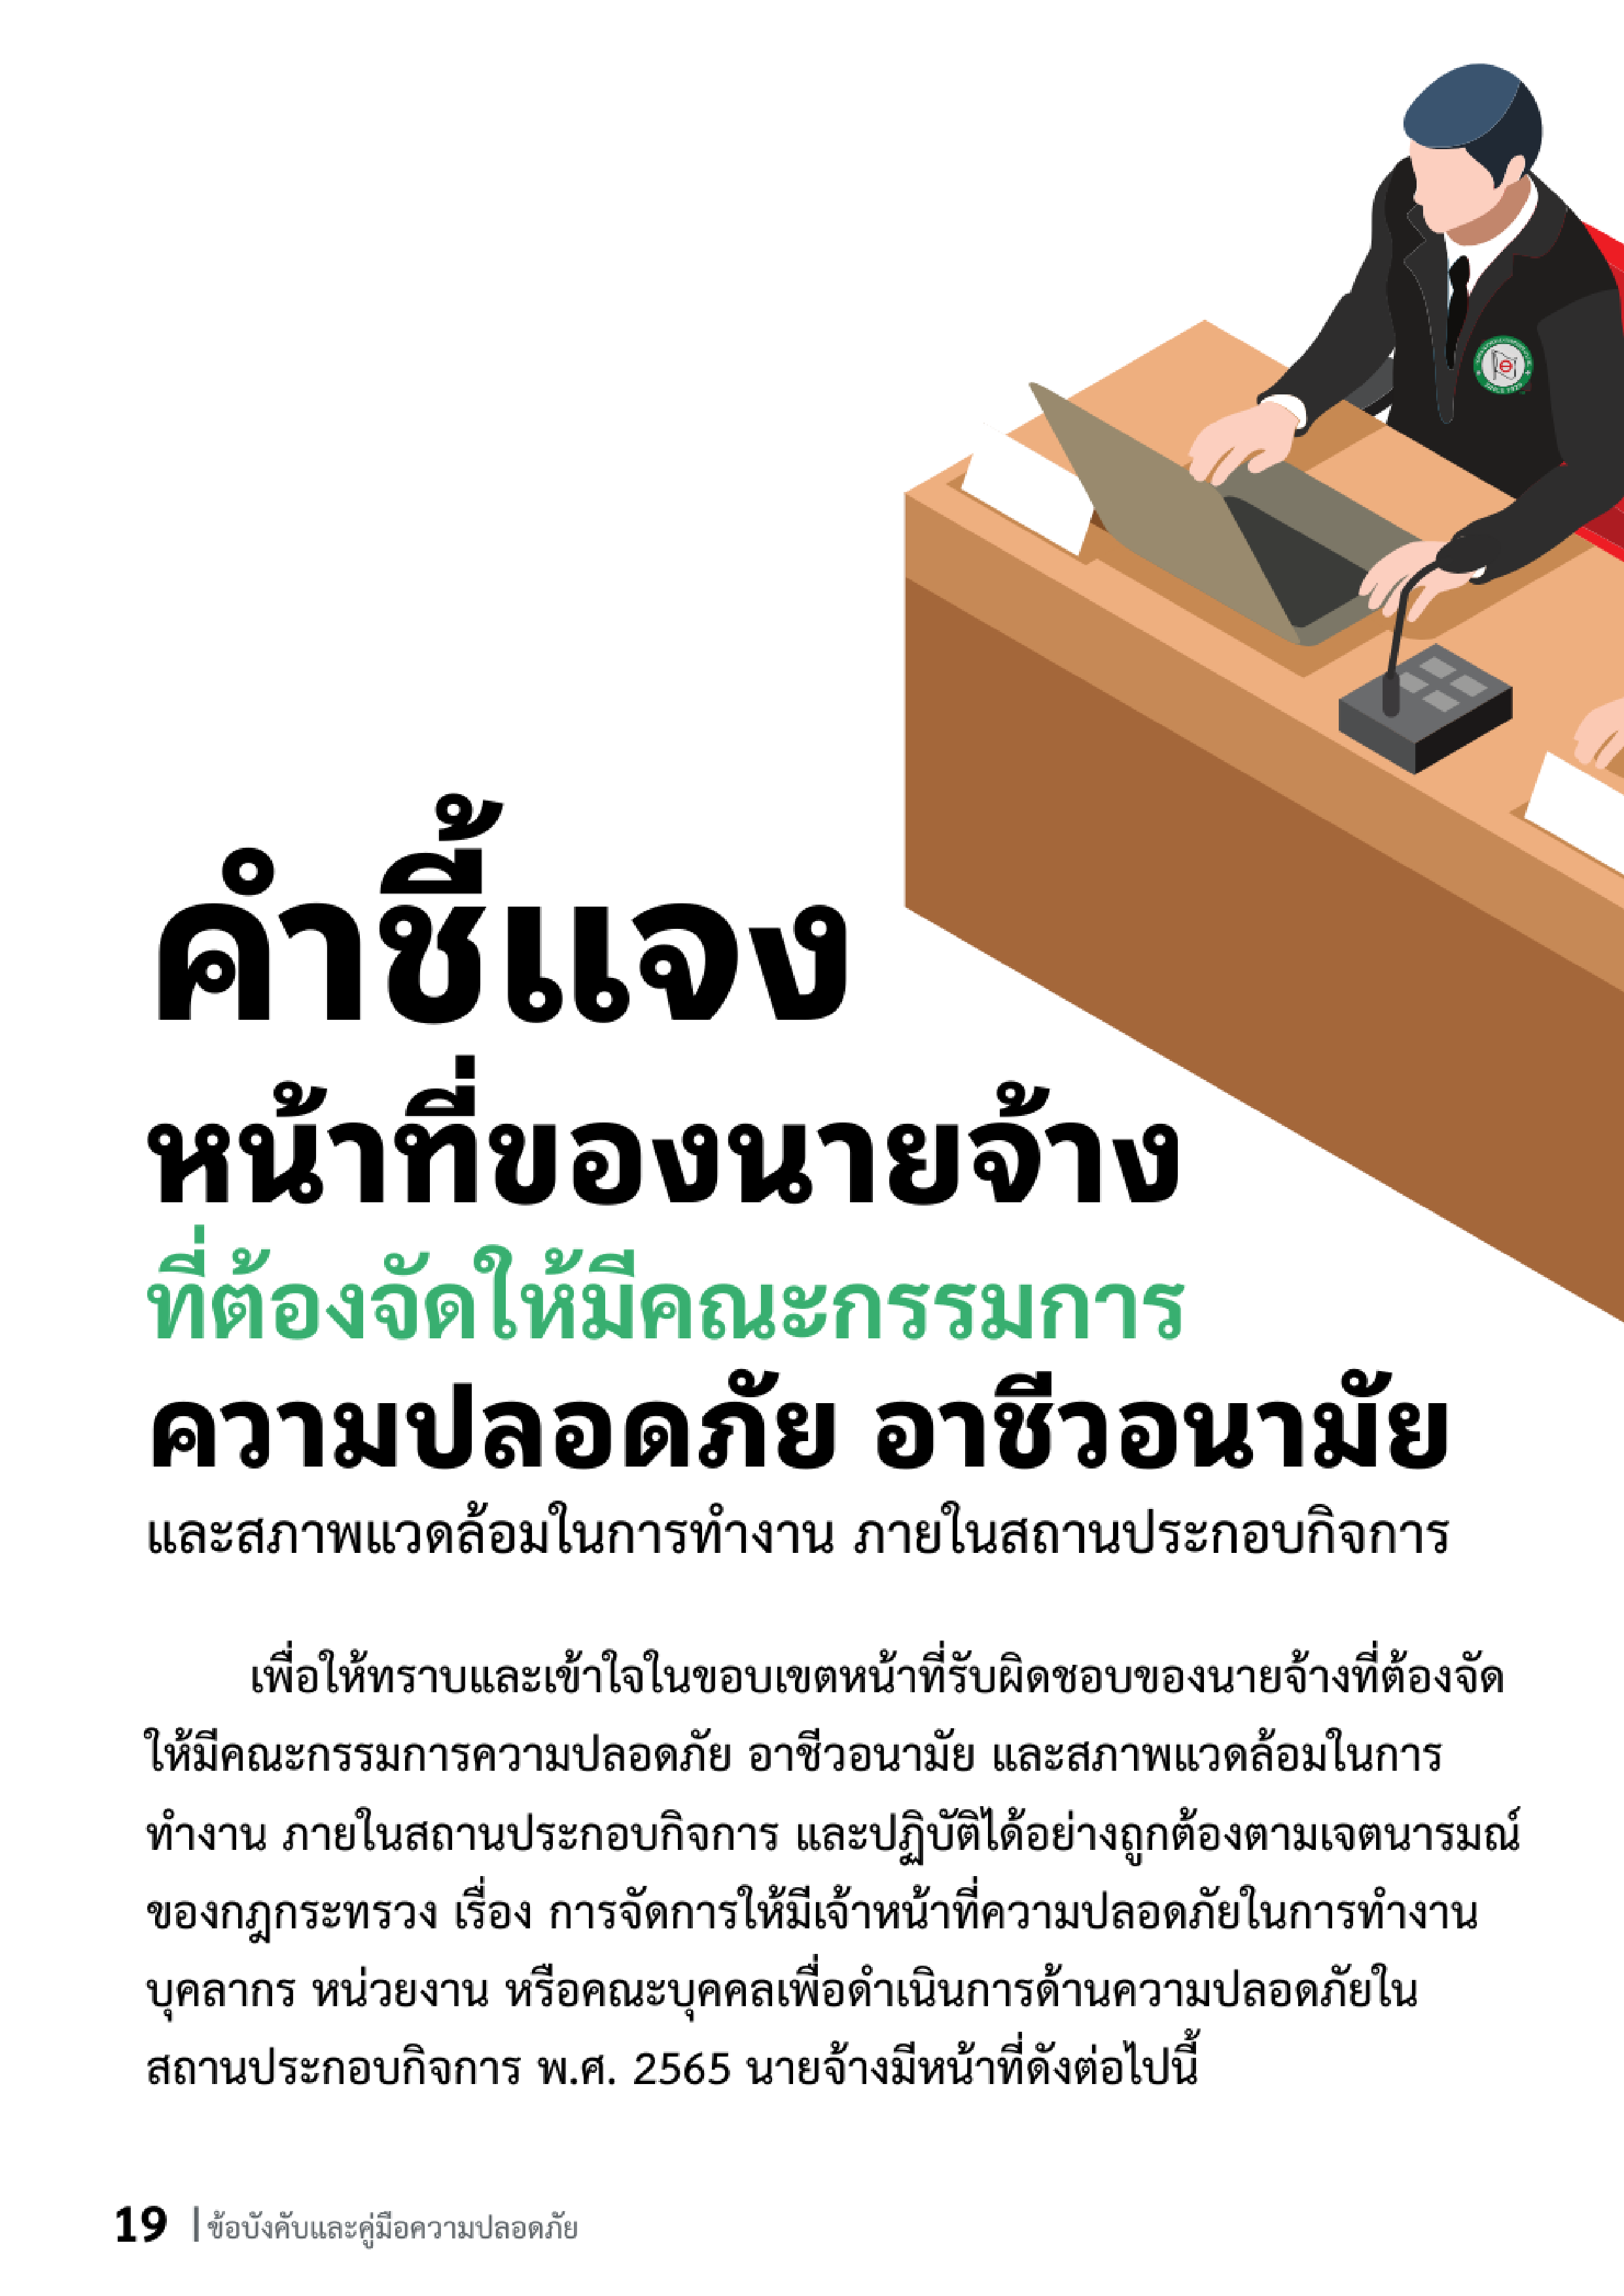 คำชี้แจง
หน้าที่ของนายจ้าง
ที่ต้องจัดให้มีคณะกรรมการ
ความปลอดภัย อาชีวอนามัย
และสภาพแวดล้อมในการทำงาน ภายในสถานประกอบกิจการ
เพื่อให้ทราบและเข้าใจในขอบเขตหน้าที่รับผิดชอบของนายจ้างที่ต้องจัด
ให้มีคณะกรรมการความปลอดภัย อาชีวอนามัย และสภาพแวดล้อมในการ
ทำงาน ภายในสถานประกอบกิจการ และปฏิบัติได้อย่างถูกต้องตามเจตนารมณ์
ของกฎกระทรวง เรื่อง การจัดการให้มีเจ้าหน้าที่ความปลอดภัยในการทำงาน
บุคลากร หน่วยงาน หรือคณะบุคคลเพื่อดำเนินการด้านความปลอดภัยใน
สถานประกอบกิจการ พ.ศ. 2565 นายจ้างมีหน้าที่ดังต่อไปนี้
19 | ข้อบังคับและคู่มือความปลอดภัย